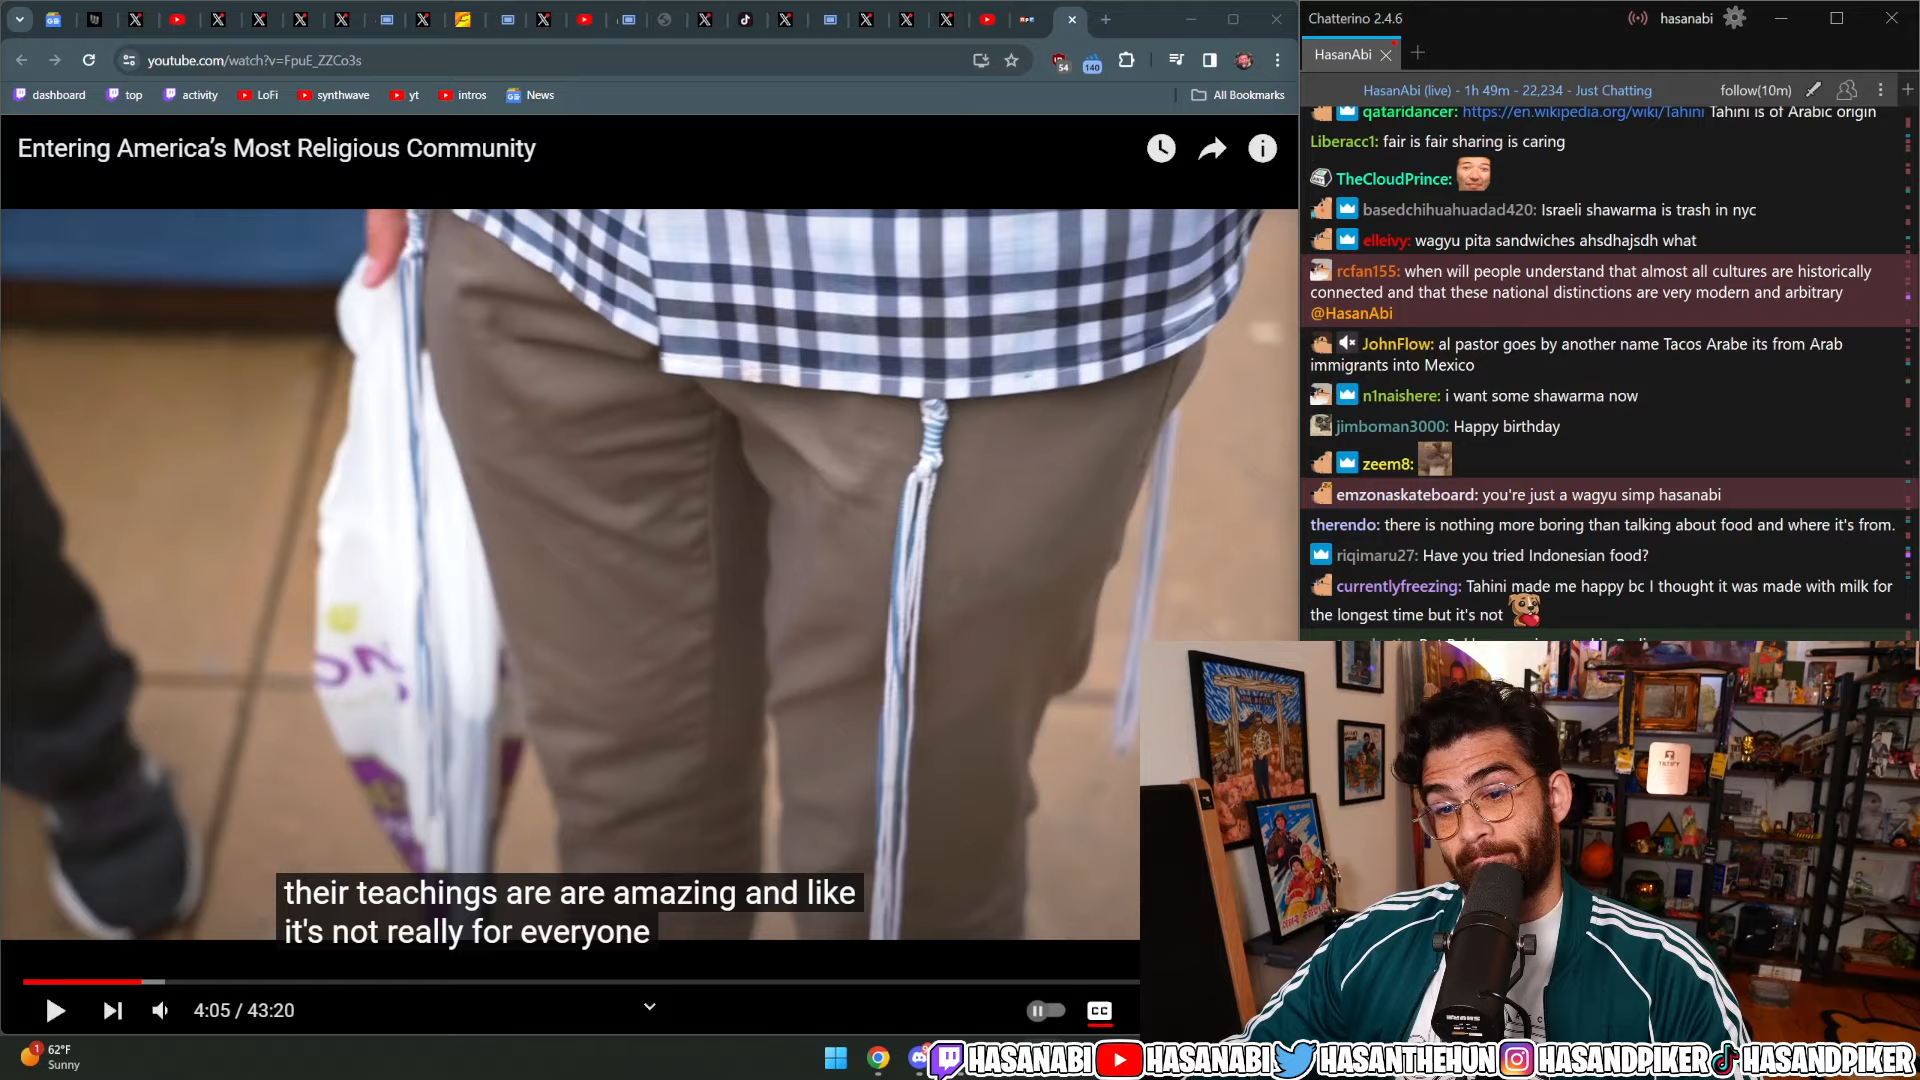 youtube.com/watch?v=FpuE_ZZCo3s
54
140
dashboard
top
activity
LoFi
synthwave
yt
intros
News
All Bookmarks
Entering America's Most Religious Community
their teachings are are amazing and like
it's not really for everyone
4:05 / 43:20
CC
1
62°F
Sunny
Chatterino 2.4.6
hasanabi
HasanAbi
HasanAbi (live) - 1h 49m - 22,234 - Just Chatting
follow(10m)
qataridancer: https://en.wikipedia.org/wiki/Tahini Tahini is of Arabic origin
Liberacc1: fair is fair sharing is caring
TheCloudPrince:
basedchihuahuadad420: Israeli shawarma is trash in nyc
elleivy: wagyu pita sandwiches ahsdhajsdh what
rcfan155: when will people understand that almost all cultures are historically
connected and that these national distinctions are very modern and arbitrary
@HasanAbi
JohnFlow: al pastor goes by another name Tacos Arabe its from Arab
immigrants into Mexico
n1naishere: i want some shawarma now
jimboman3000: Happy birthday
zeem8:
emzonaskateboard: you're just a wagyu simp hasanabi
therendo: there is nothing more boring than talking about food and where it's from.
riqimaru27: Have you tried Indonesian food?
currentlyfreezing: Tahini made me happy bc I thought it was made with milk for
the longest time but it's not
HASANABI HASANABI HASANTHEHUN HASANDPIKER HASANDPIKER